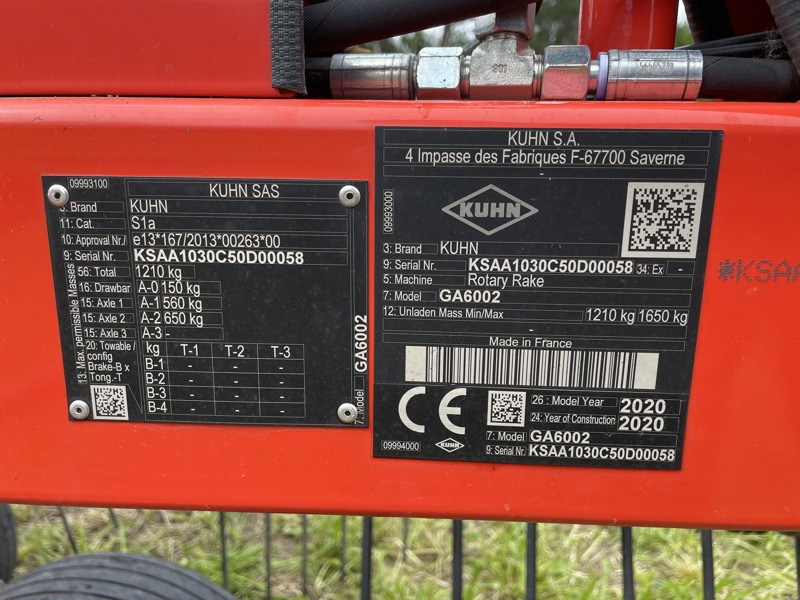 09993100
KUHN SAS
3: Brand KUHN
11: Cat. S1a
10: Approval Nr./ e13*167/2013*00263*00
9: Serial Nr. KSAA1030C50D00058
13: Max. permissible Masses
56: Total 1210 kg
16: Drawbar A-0 150 kg
15: Axle 1 A-1 560 kg
15: Axle 2 A-2 650 kg
15: Axle 3 A-3 -
20: Towable / config
Brake-B x
Tong.-T
kg T-1 T-2 T-3
B-1 - - -
B-2 - - -
B-3 - - -
B-4 - - -
7: Model GA6002
KUHN S.A.
4 Impasse des Fabriques F-67700 Saverne
09993000
KUHN
3: Brand KUHN
9: Serial Nr. KSAA1030C50D00058 34: Ex -
5: Machine Rotary Rake
7: Model GA6002
12: Unladen Mass Min/Max 1210 kg 1650 kg
-
Made in France
CE
26 : Model Year 2020
24: Year of Construction 2020
7: Model GA6002
9: Serial Nr. KSAA1030C50D00058
09994000
KUHN
*KSAA